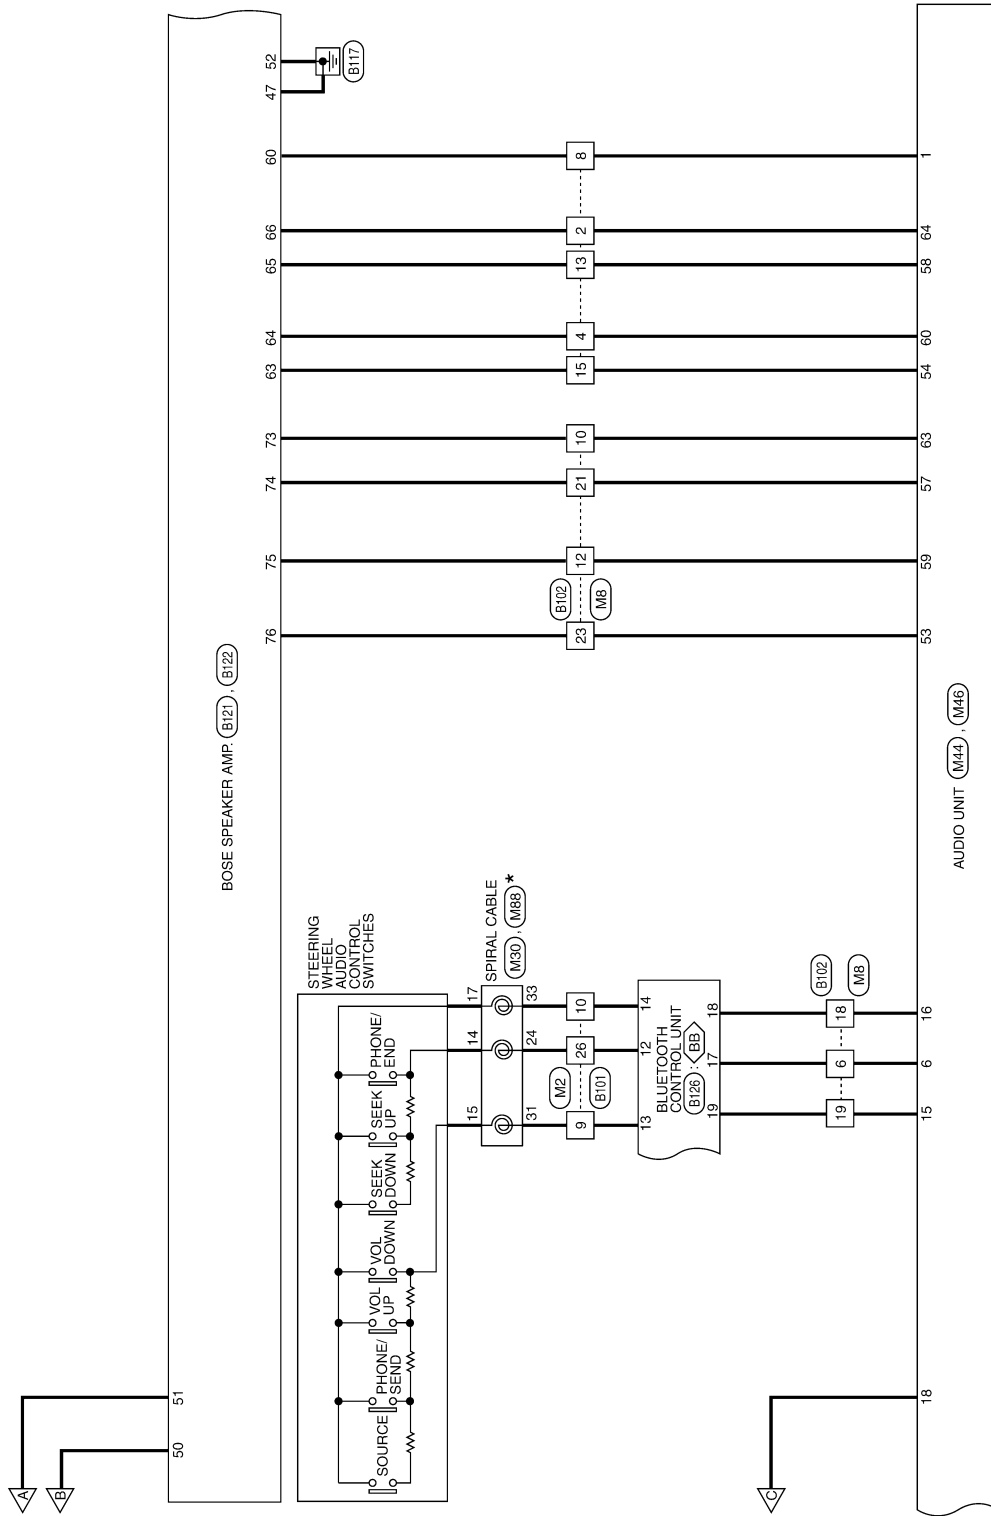 A
B
51
50
BOSE SPEAKER AMP. B121 , B122
76
75
74
73
63
64
65
66
60
47
52
B117
STEERING
WHEEL
AUDIO
CONTROL
SWITCHES
SOURCE
PHONE/
SEND
VOL
UP
VOL
DOWN
SEEK
DOWN
SEEK
UP
PHONE/
END
15
14
17
SPIRAL CABLE
M30 , M88 *
31
24
33
9
M2
B101
26
10
13
12
14
BLUETOOTH
CONTROL UNIT
B126 : BB
19
17
18
19
6
18
B102
M8
15
6
16
23
B102
M8
12
21
10
15
4
13
2
8
53
59
57
63
54
60
58
64
1
C
18
AUDIO UNIT M44 , M46